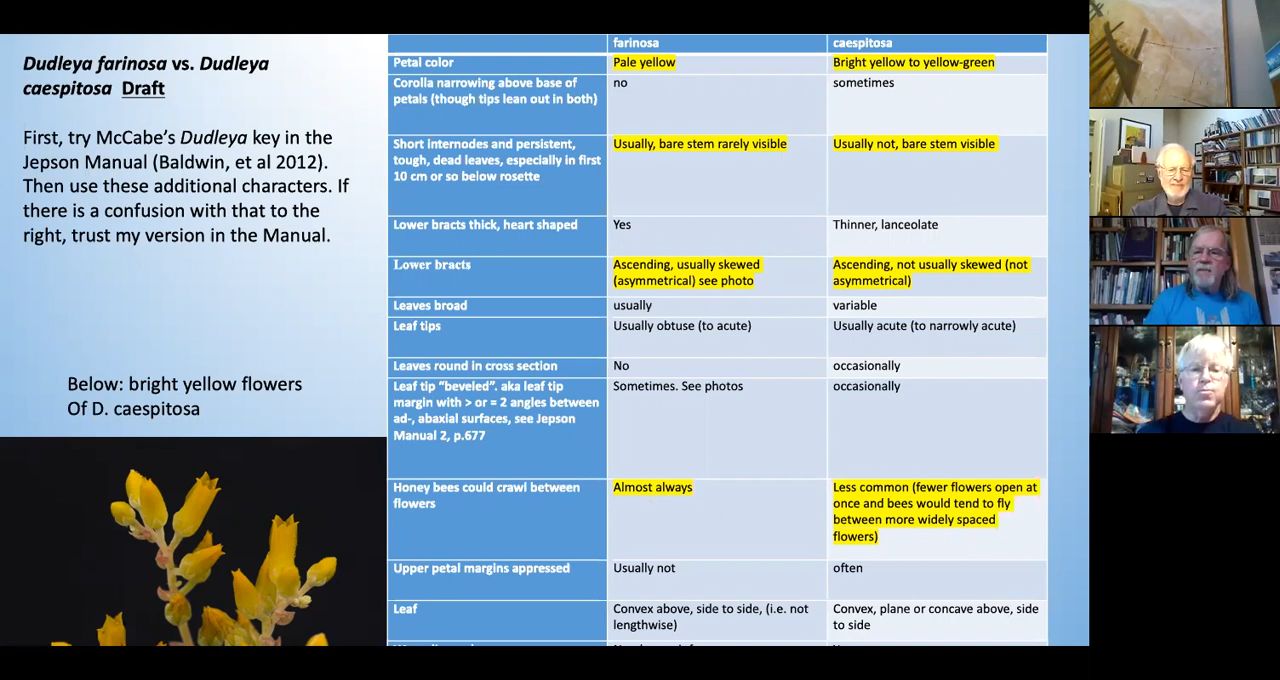 Dudleya farinosa vs. Dudleya
caespitosa Draft
First, try McCabe's Dudleya key in the
Jepson Manual (Baldwin, et al 2012).
Then use these additional characters. If
there is a confusion with that to the
right, trust my version in the Manual.
Below: bright yellow flowers
Of D. caespitosa
farinosa
caespitosa
Petal color
Pale yellow
Bright yellow to yellow-green
Corolla narrowing above base of
petals (though tips lean out in both)
no
sometimes
Short internodes and persistent,
tough, dead leaves, especially in first
10 cm or so below rosette
Usually, bare stem rarely visible
Usually not, bare stem visible
Lower bracts thick, heart shaped
Yes
Thinner, lanceolate
Lower bracts
Ascending, usually skewed
(asymmetrical) see photo
Ascending, not usually skewed (not
asymmetrical)
Leaves broad
usually
variable
Leaf tips
Usually obtuse (to acute)
Usually acute (to narrowly acute)
Leaves round in cross section
No
occasionally
Leaf tip "beveled". aka leaf tip
margin with > or = 2 angles between
ad-, abaxial surfaces, see Jepson
Manual 2, p.677
Sometimes. See photos
occasionally
Honey bees could crawl between
flowers
Almost always
Less common (fewer flowers open at
once and bees would tend to fly
between more widely spaced
flowers)
Upper petal margins appressed
Usually not
often
Leaf
Convex above, side to side, (i.e. not
lengthwise)
Convex, plane or concave above, side
to side